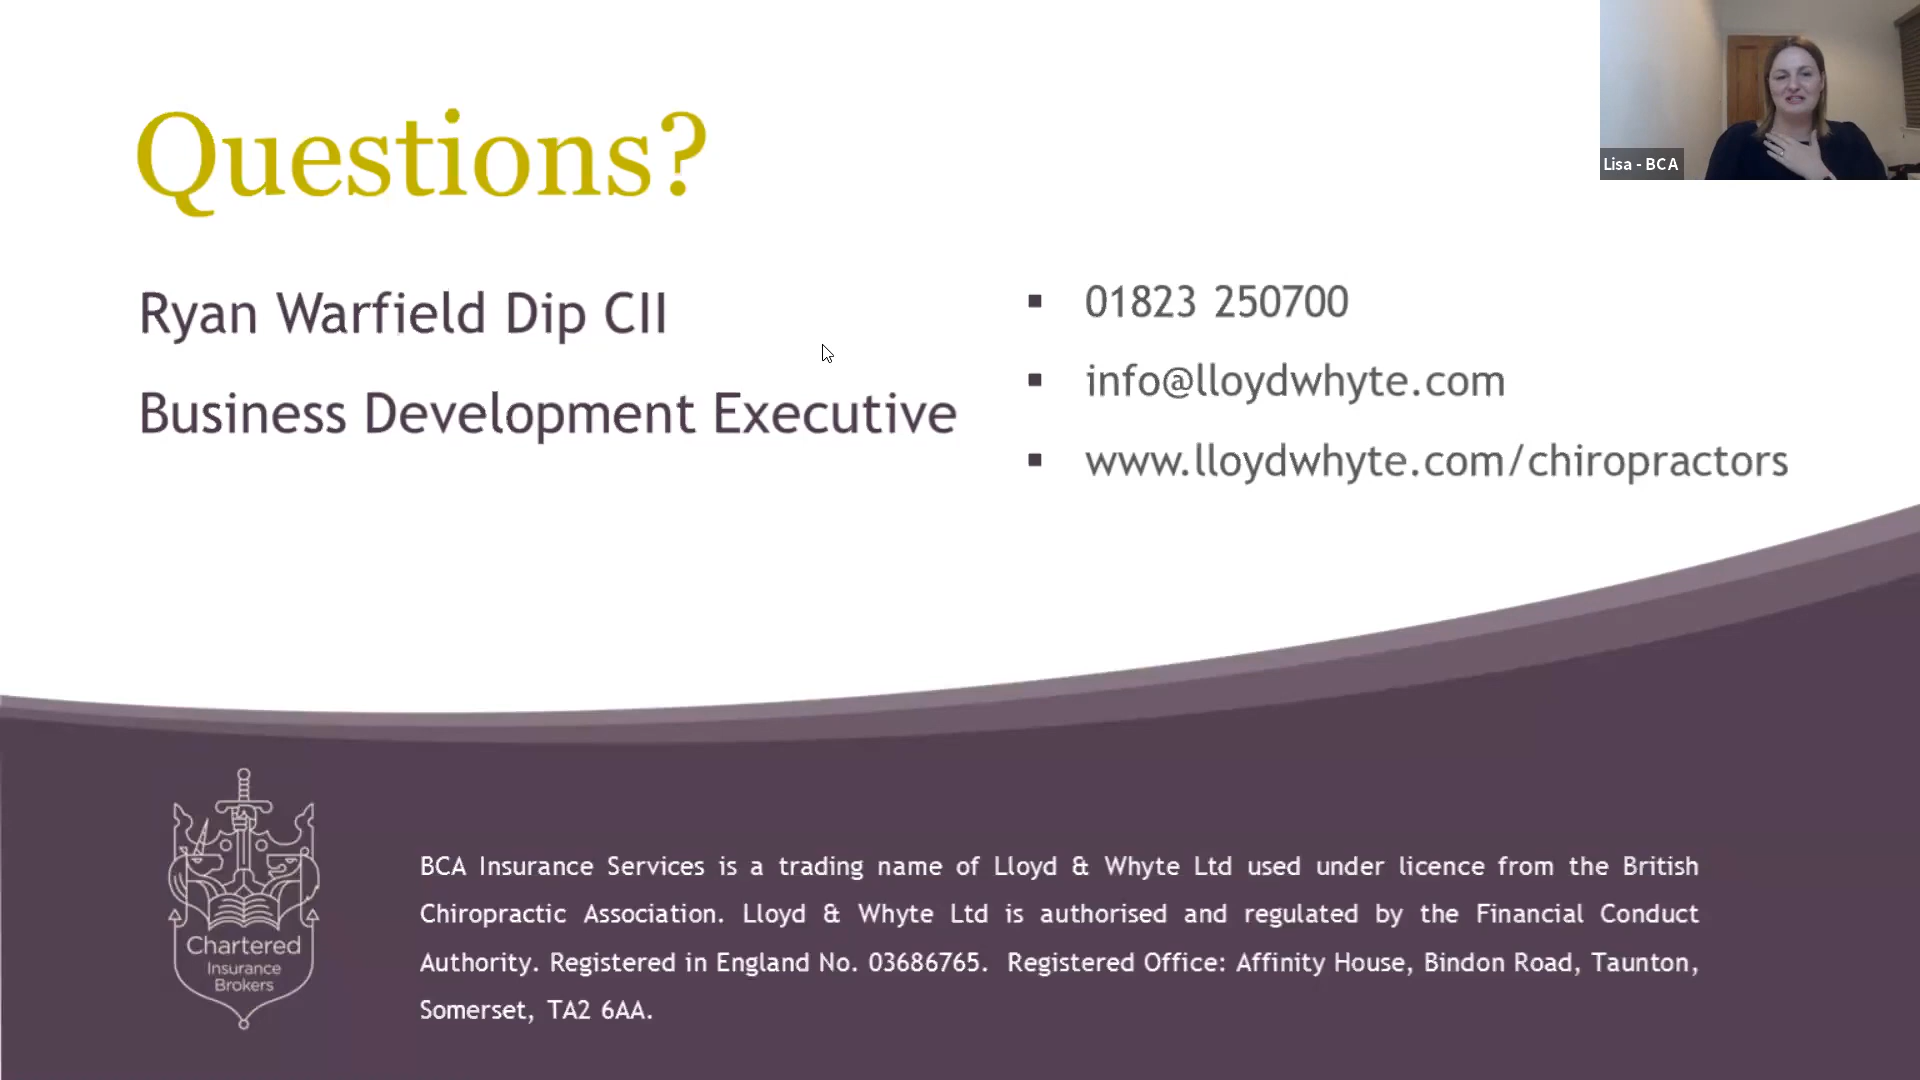 Questions?
Ryan Warfield Dip CII
Business Development Executive
▪ 01823 250700
▪ info@lloydwhyte.com
▪ www.lloydwhyte.com/chiropractors
Lisa - BCA
Chartered
Insurance
Brokers
BCA Insurance Services is a trading name of Lloyd & Whyte Ltd used under licence from the British
Chiropractic Association. Lloyd & Whyte Ltd is authorised and regulated by the Financial Conduct
Authority. Registered in England No. 03686765. Registered Office: Affinity House, Bindon Road, Taunton,
Somerset, TA2 6AA.